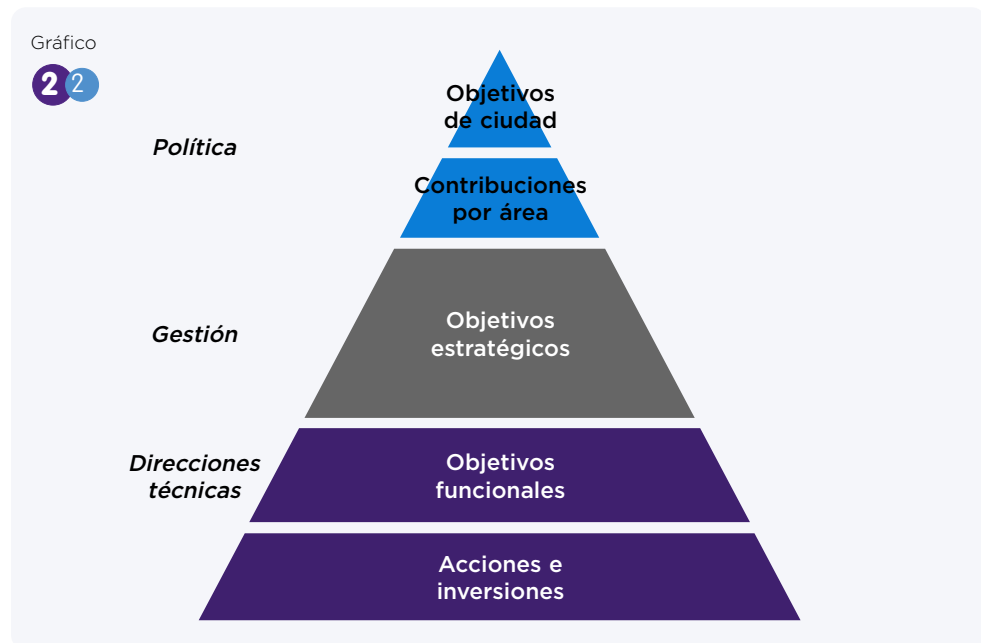 Gráfico
2 2
Objetivos
de ciudad
Política
Contribuciones
por área
Gestión
Objetivos
estratégicos
Direcciones
técnicas
Objetivos
funcionales
Acciones e
inversiones